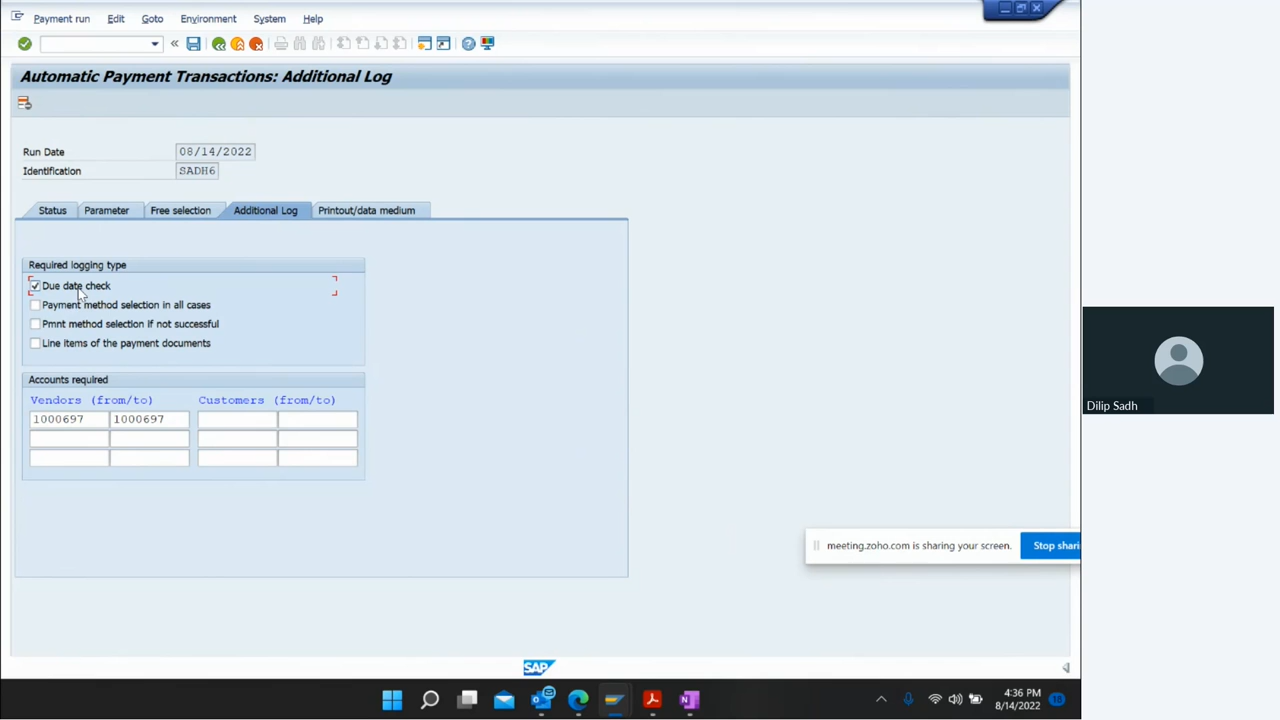 Payment run Edit Goto Environment System Help
Automatic Payment Transactions: Additional Log
Run Date 08/14/2022
Identification SADH6
Status Parameter Free selection Additional Log Printout/data medium
Required logging type
Due date check
Payment method selection in all cases
Pmnt method selection if not successful
Line items of the payment documents
Accounts required
Vendors (from/to) Customers (from/to)
1000697 1000697
meeting.zoho.com is sharing your screen. Stop shari
Dilip Sadh
SAP
4:36 PM
8/14/2022